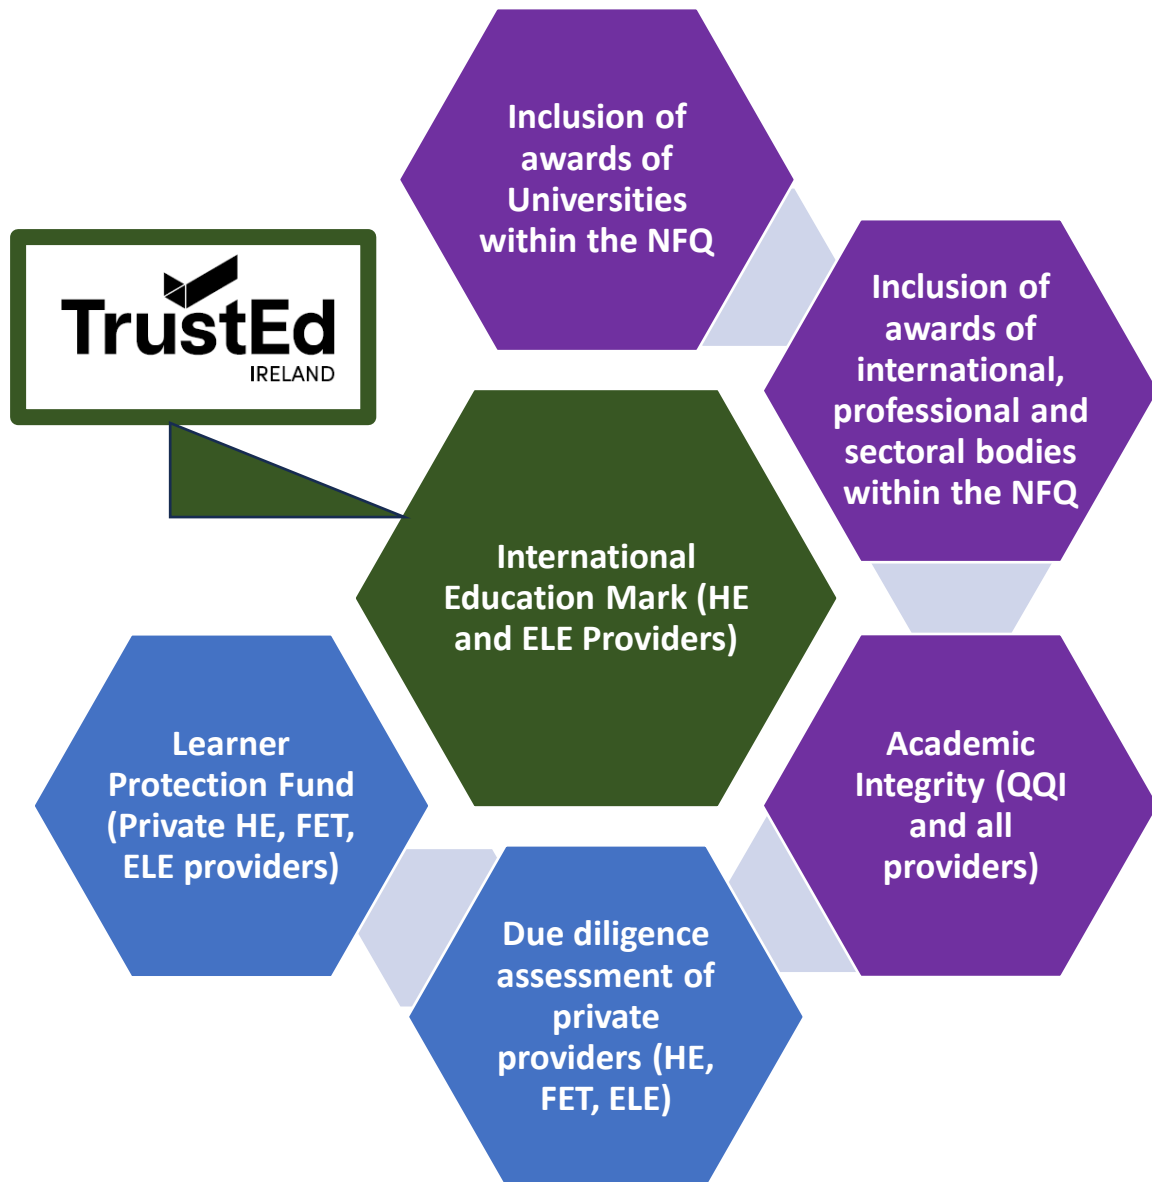 Inclusion of
awards of
Universities
within the NFQ
TrustEd
IRELAND
Inclusion of
awards of
international,
professional and
sectoral bodies
within the NFQ
International
Education Mark (HE
and ELE Providers)
Learner
Protection Fund
(Private HE, FET,
ELE providers)
Academic
Integrity (QQI
and all
providers)
Due diligence
assessment of
private
providers (HE,
FET, ELE)